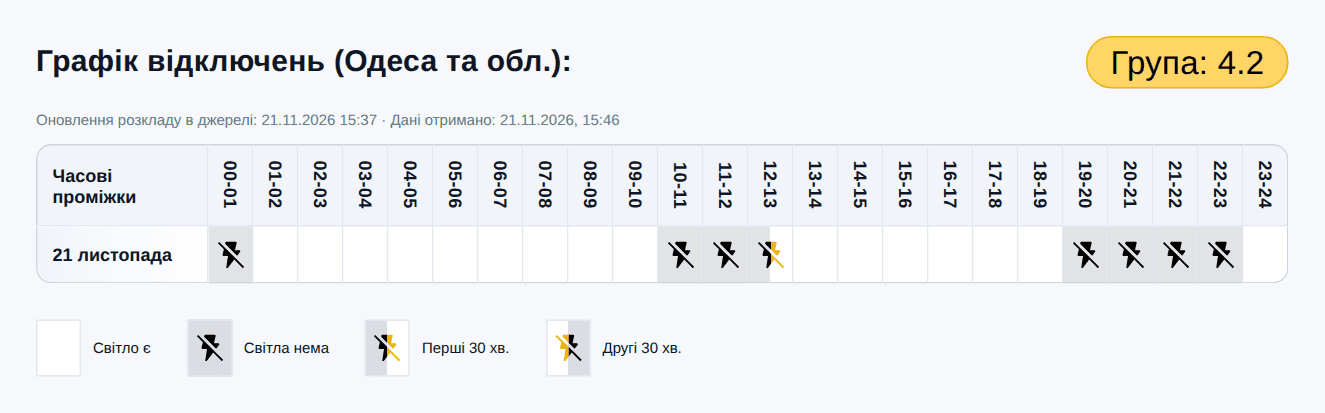 Графік відключень (Одеса та обл.):
Група: 4.2
Оновлення розкладу в джерелі: 21.11.2026 15:37 · Дані отримано: 21.11.2026, 15:46
Часові
проміжки
00-01
01-02
02-03
03-04
04-05
05-06
06-07
07-08
08-09
09-10
10-11
11-12
12-13
13-14
14-15
15-16
16-17
17-18
18-19
19-20
20-21
21-22
22-23
23-24
21 листопада
Світло є
Світла нема
Перші 30 хв.
Другі 30 хв.